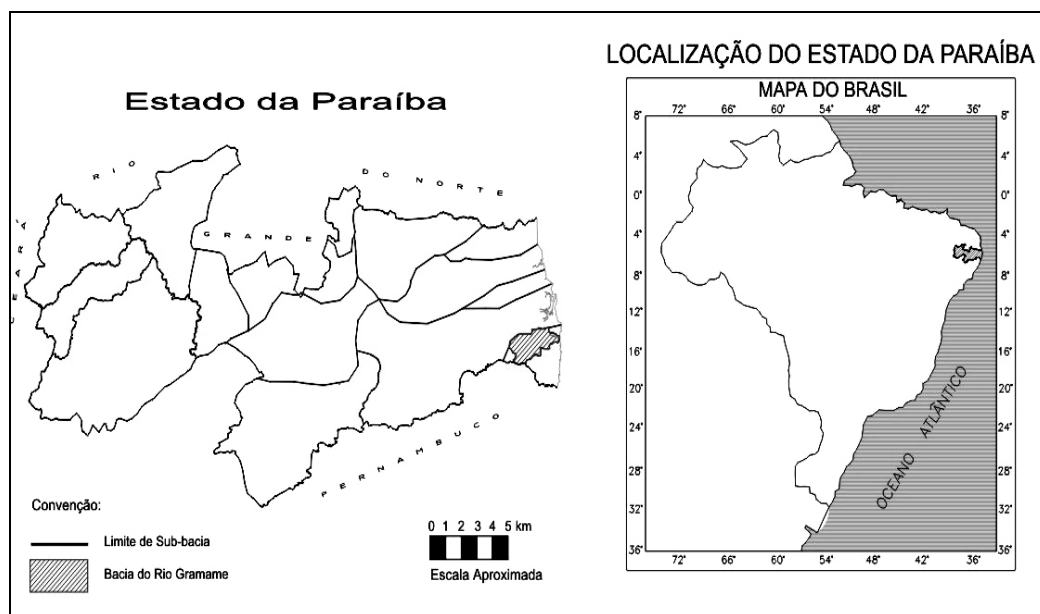 Estado da Paraíba
RIO
GRANDE
DO NORTE
CEARÁ
PERNAMBUCO
Convenção:
Limite de Sub-bacia
Bacia do Rio Gramame
0 1 2 3 4 5 km
Escala Aproximada
LOCALIZAÇÃO DO ESTADO DA PARAÍBA
MAPA DO BRASIL
72° 66° 60° 54° 48° 42° 36°
8° 8°
4° 4°
0° 0°
4° 4°
8° 8°
12° 12°
16° 16°
20° 20°
24° 24°
28° 28°
32° 32°
36° 36°
OCEANO ATLÂNTICO
72° 66° 60° 54° 48° 42° 36°